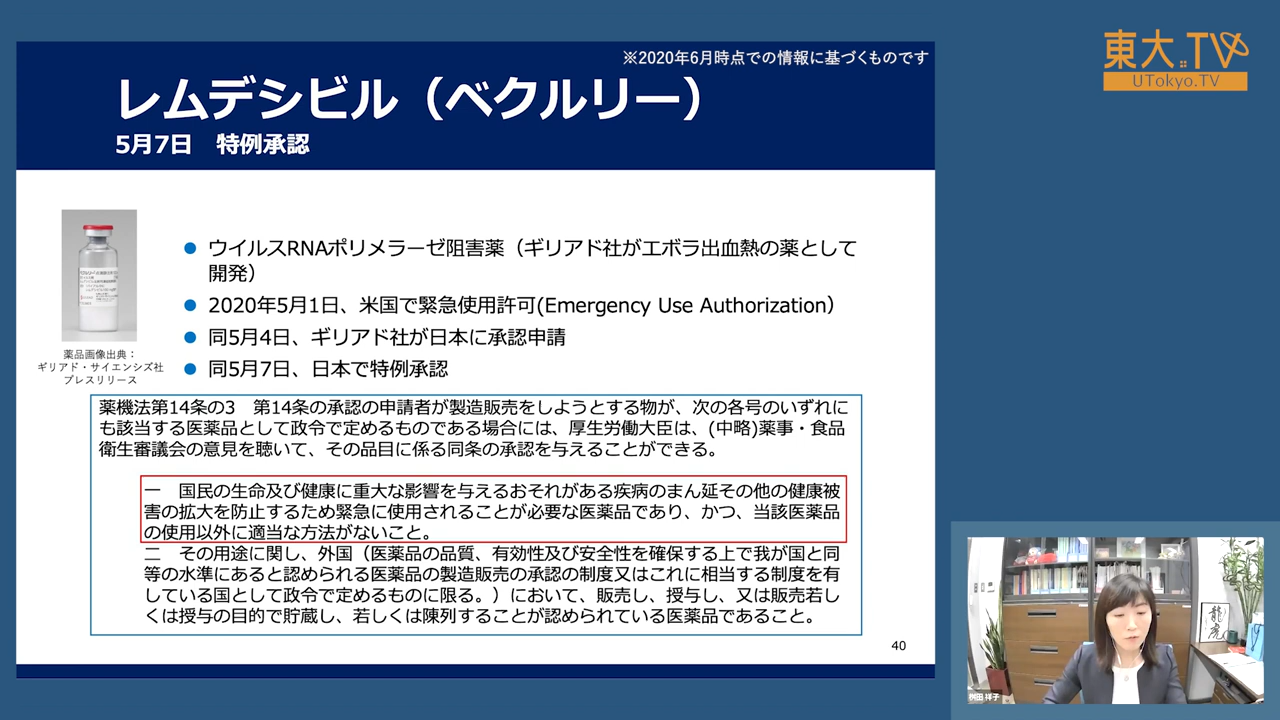 ※2020年6月時点での情報に基づくものです
東大TV
UTokyo.TV
レムデシビル（ベクルリー）
5月7日　特例承認
● ウイルスRNAポリメラーゼ阻害薬（ギリアド社がエボラ出血熱の薬として
開発）
● 2020年5月1日、米国で緊急使用許可(Emergency Use Authorization）
● 同5月4日、ギリアド社が日本に承認申請
● 同5月7日、日本で特例承認
薬品画像出典：
ギリアド・サイエンシズ社
プレスリリース
薬機法第14条の3　第14条の承認の申請者が製造販売をしようとする物が、次の各号のいずれに
も該当する医薬品として政令で定めるものである場合には、厚生労働大臣は、(中略)薬事・食品
衛生審議会の意見を聴いて、その品目に係る同条の承認を与えることができる。
一　国民の生命及び健康に重大な影響を与えるおそれがある疾病のまん延その他の健康被
害の拡大を防止するため緊急に使用されることが必要な医薬品であり、かつ、当該医薬品
の使用以外に適当な方法がないこと。
二　その用途に関し、外国（医薬品の品質、有効性及び安全性を確保する上で我が国と同
等の水準にあると認められる医薬品の製造販売の承認の制度又はこれに相当する制度を有
している国として政令で定めるものに限る。）において、販売し、授与し、又は販売若し
くは授与の目的で貯蔵し、若しくは陳列することが認められている医薬品であること。
40